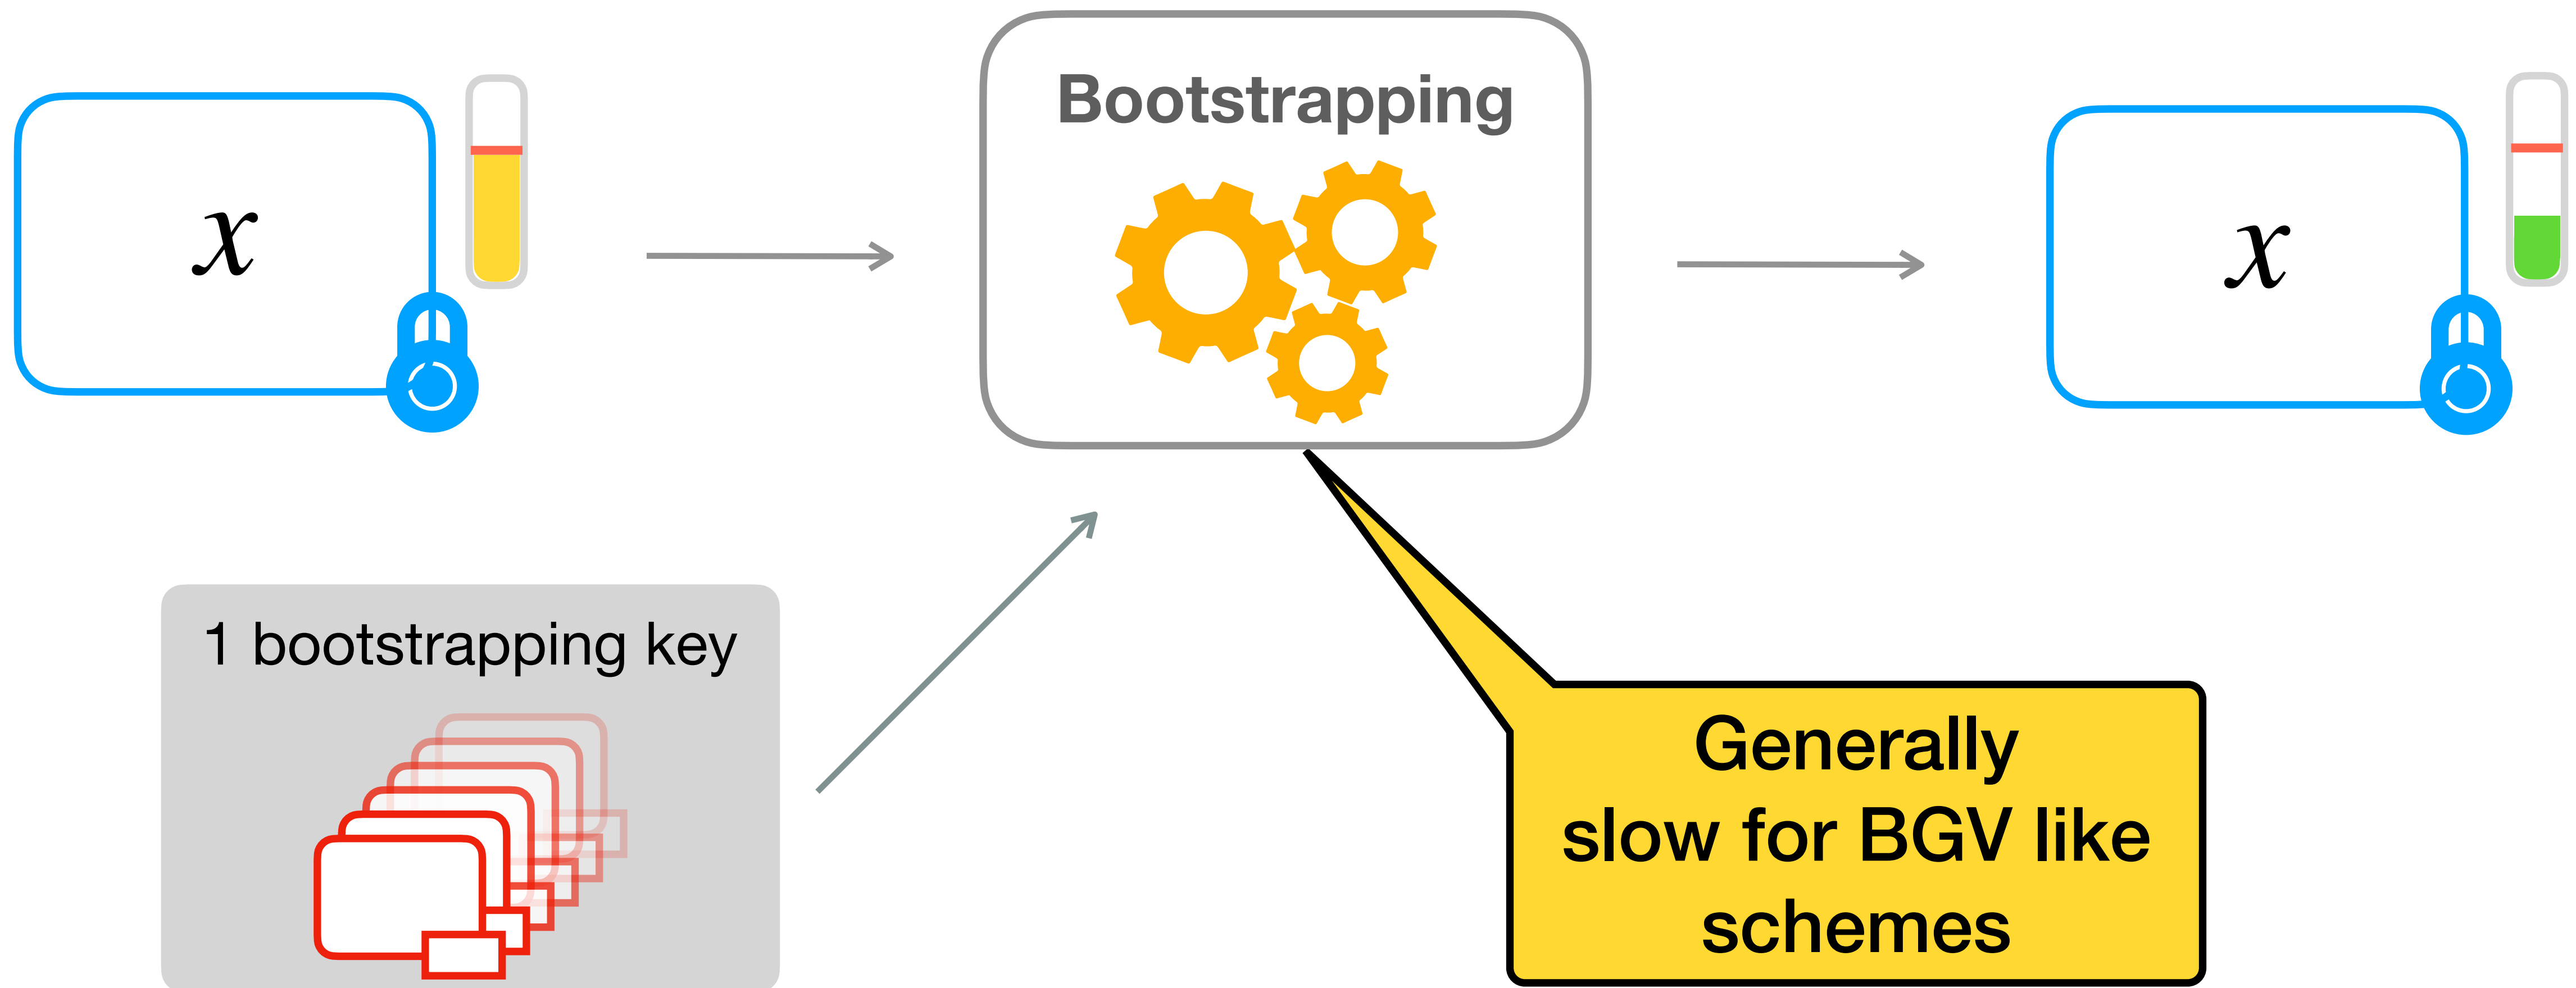 Bootstrapping
x
x
1 bootstrapping key
Generally
slow for BGV like
schemes